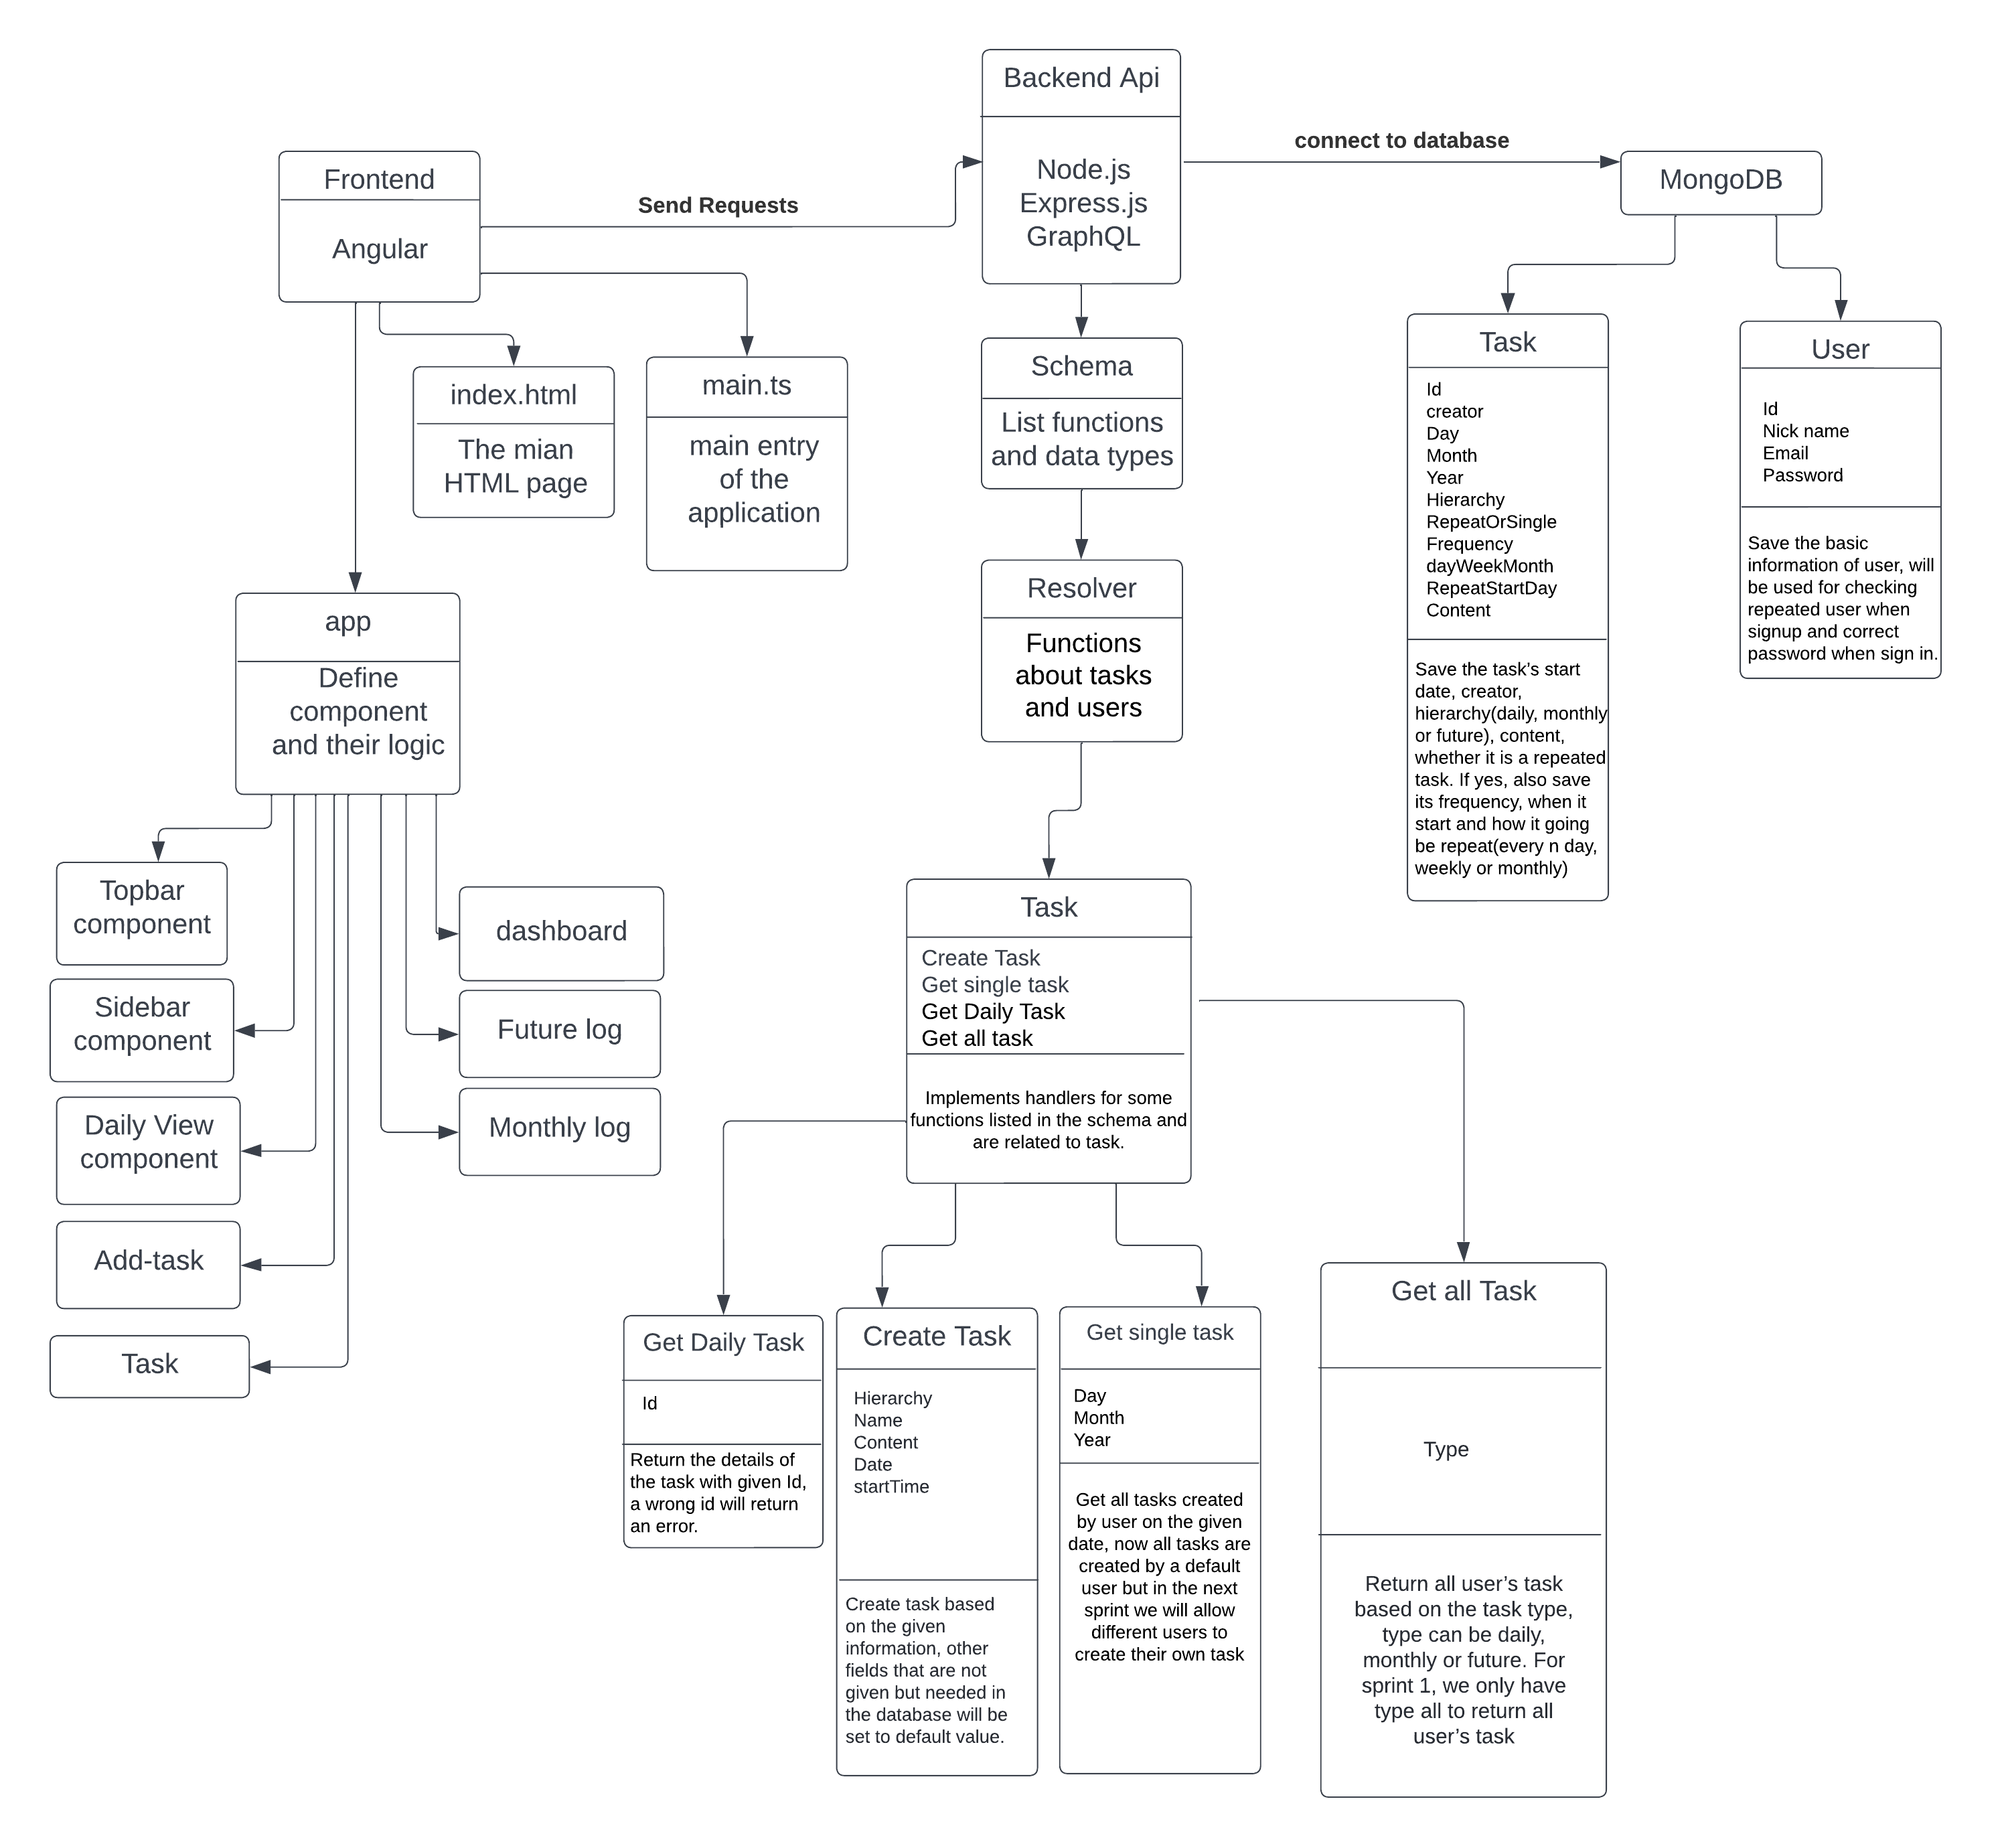 Backend Api
Node.js
Express.js
GraphQL
connect to database
MongoDB
Frontend
Angular
Send Requests
index.html
The mian
HTML page
main.ts
main entry
of the
application
Schema
List functions
and data types
Resolver
Functions
about tasks
and users
Task
Id
creator
Day
Month
Year
Hierarchy
RepeatOrSingle
Frequency
dayWeekMonth
RepeatStartDay
Content
Save the task’s start
date, creator,
hierarchy(daily, monthly
or future), content,
whether it is a repeated
task. If yes, also save
its frequency, when it
start and how it going
be repeat(every n day,
weekly or monthly)
User
Id
Nick name
Email
Password
Save the basic
information of user, will
be used for checking
repeated user when
signup and correct
password when sign in.
app
Define
component
and their logic
Topbar
component
Sidebar
component
Daily View
component
Add-task
Task
dashboard
Future log
Monthly log
Task
Create Task
Get single task
Get Daily Task
Get all task
Implements handlers for some
functions listed in the schema and
are related to task.
Get Daily Task
Id
Return the details of
the task with given Id,
a wrong id will return
an error.
Create Task
Hierarchy
Name
Content
Date
startTime
Create task based
on the given
information, other
fields that are not
given but needed in
the database will be
set to default value.
Get single task
Day
Month
Year
Get all tasks created
by user on the given
date, now all tasks are
created by a default
user but in the next
sprint we will allow
different users to
create their own task
Get all Task
Type
Return all user’s task
based on the task type,
type can be daily,
monthly or future. For
sprint 1, we only have
type all to return all
user’s task